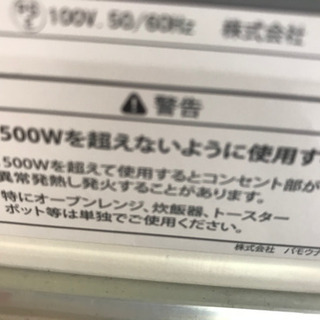 100V. 50/60Hz 株式会社
警告
500Wを超えないように使用す
500Wを超えて使用するとコンセント部が
異常発熱し発火することがあります。
特にオーブンレンジ、炊飯器、トースター
ポット等は単独でご使用ください。
株式会社 パモウナ